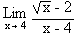 Lim √x - 2
x→ 4 x - 4